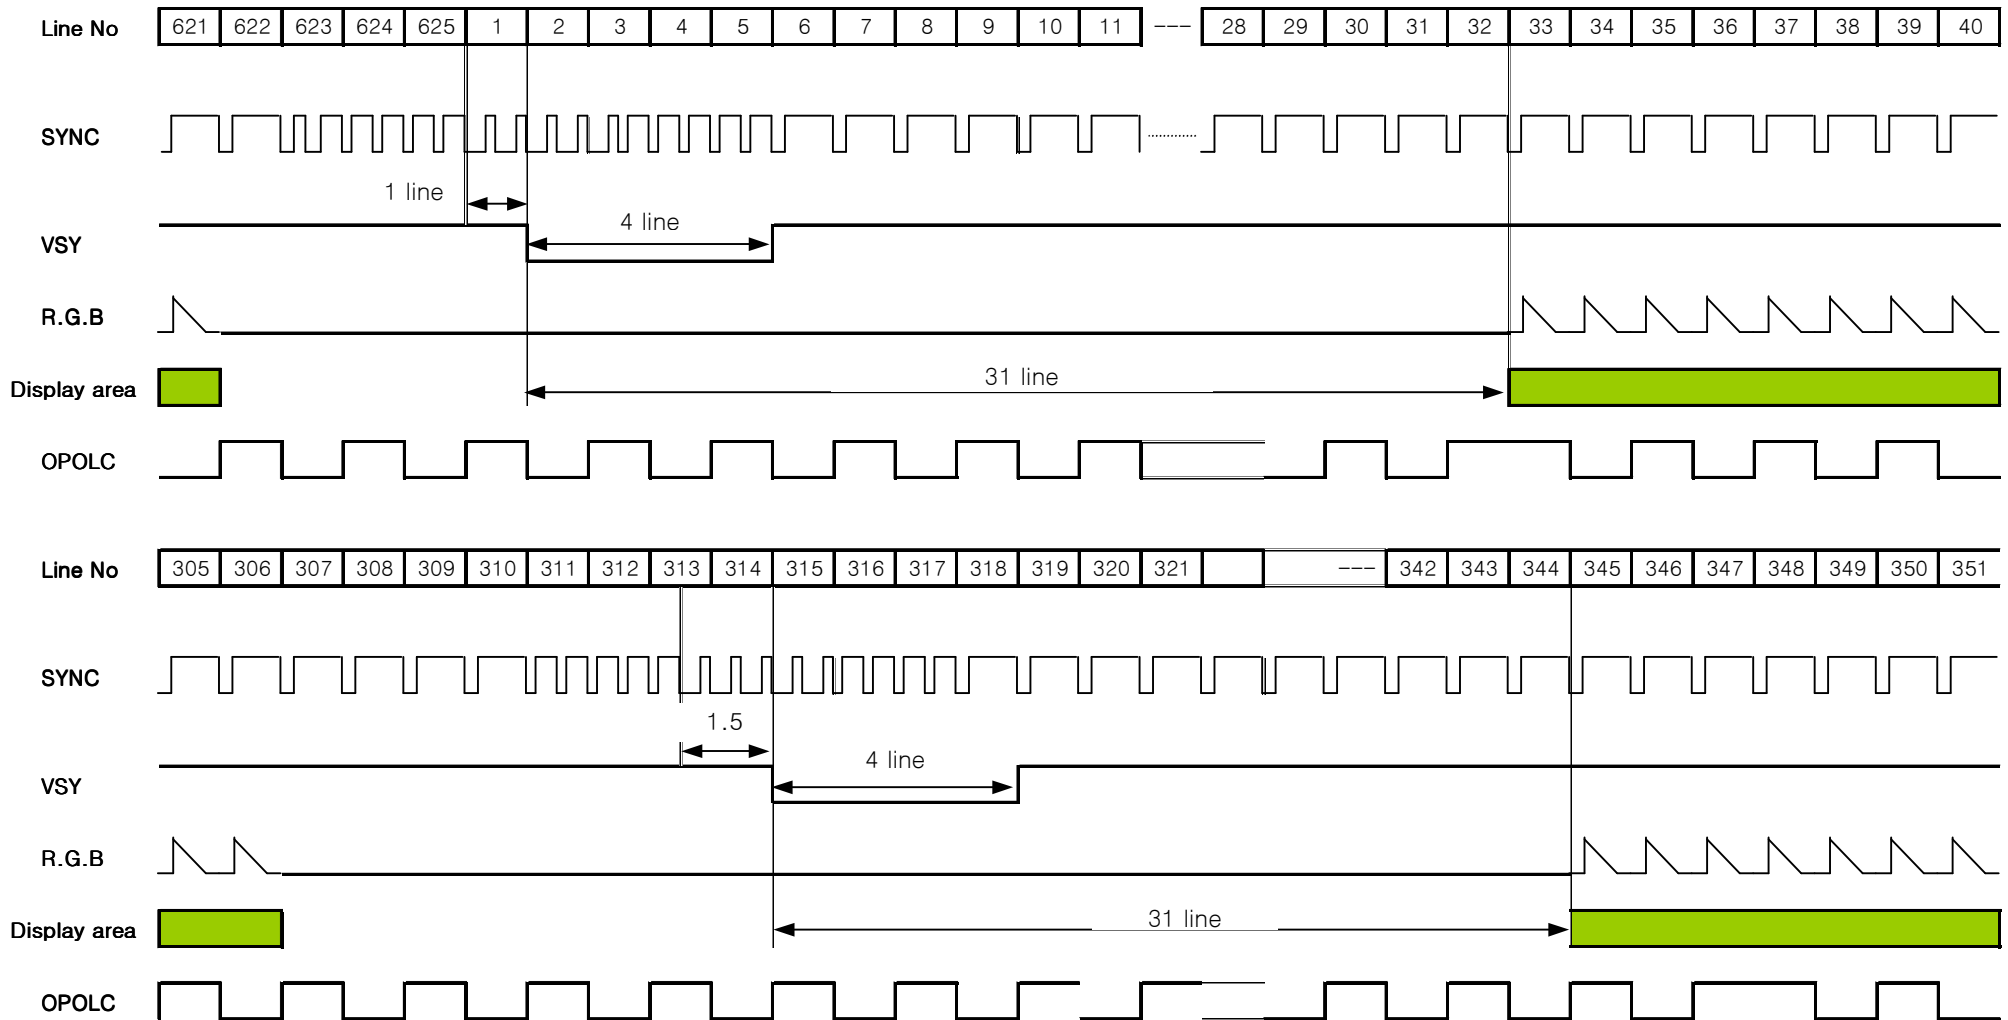 Line No 621 622 623 624 625 1 2 3 4 5 6 7 8 9 10 11 --- 28 29 30 31 32 33 34 35 36 37 38 39 40
SYNC
1 line
4 line
VSY
R.G.B
31 line
Display area
OPOLC
Line No 305 306 307 308 309 310 311 312 313 314 315 316 317 318 319 320 321 --- 342 343 344 345 346 347 348 349 350 351
SYNC
1.5
4 line
VSY
R.G.B
31 line
Display area
OPOLC